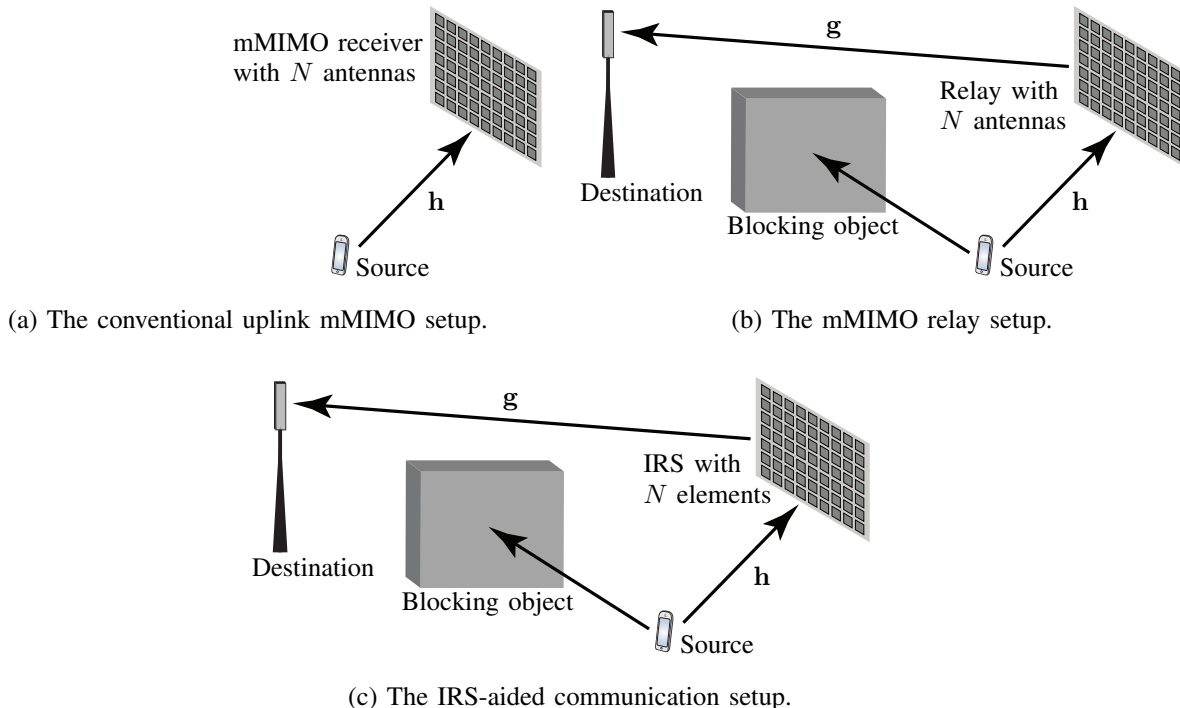 mMIMO receiver
with N antennas
h
Source
(a) The conventional uplink mMIMO setup.
g
Relay with
N antennas
Destination
Blocking object
h
Source
(b) The mMIMO relay setup.
g
IRS with
N elements
Destination
Blocking object
h
Source
(c) The IRS-aided communication setup.